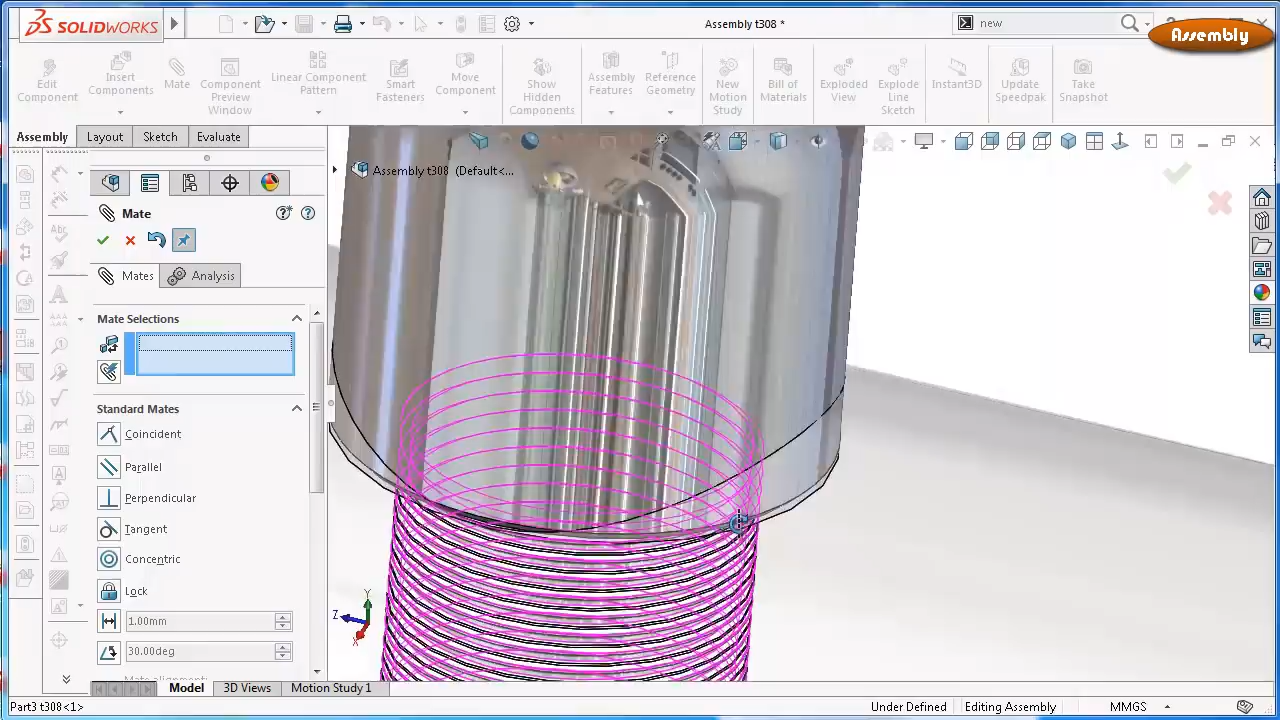 SOLIDWORKS
Assembly t308 *
new
Assembly
Edit Component
Insert Components
Mate
Component Preview Window
Linear Component Pattern
Smart Fasteners
Move Component
Show Hidden Components
Assembly Features
Reference Geometry
New Motion Study
Bill of Materials
Exploded View
Explode Line Sketch
Instant3D
Update Speedpak
Take Snapshot
Assembly
Layout
Sketch
Evaluate
Assembly t308 (Default<...
Mate
Mates
Analysis
Mate Selections
Standard Mates
Coincident
Parallel
Perpendicular
Tangent
Concentric
Lock
1.00mm
30.00deg
Mate alignment:
Y
Z
X
Model
3D Views
Motion Study 1
Part3 t308<1>
Under Defined
Editing Assembly
MMGS